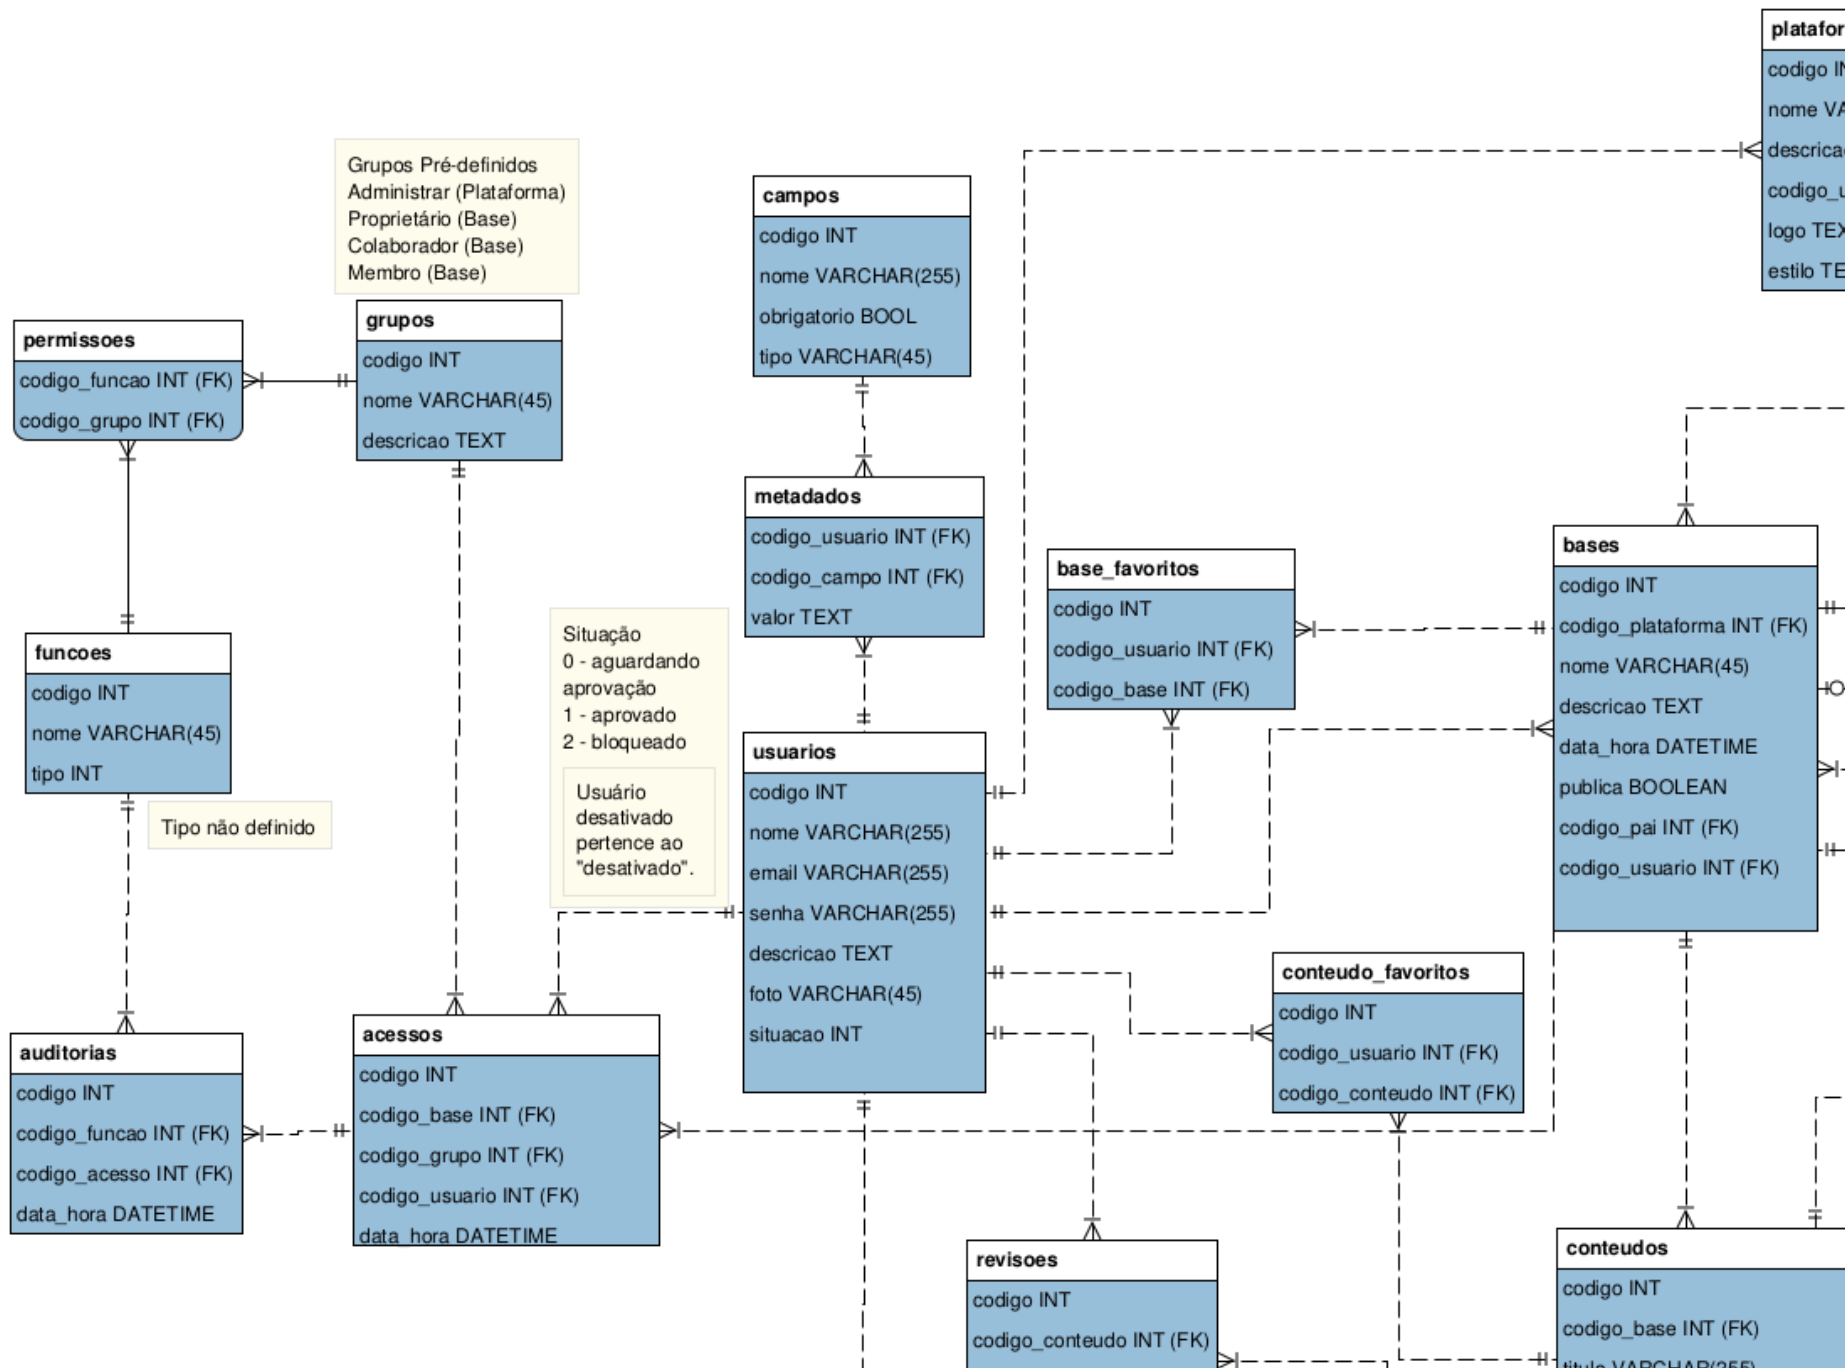 platafor
codigo IN
nome VA
descrica
codigo_u
logo TEX
estilo TE
Grupos Pré-definidos
Administrar (Plataforma)
Proprietário (Base)
Colaborador (Base)
Membro (Base)
campos
codigo INT
nome VARCHAR(255)
obrigatorio BOOL
tipo VARCHAR(45)
permissoes
codigo_funcao INT (FK)
codigo_grupo INT (FK)
grupos
codigo INT
nome VARCHAR(45)
descricao TEXT
metadados
codigo_usuario INT (FK)
codigo_campo INT (FK)
valor TEXT
base_favoritos
codigo INT
codigo_usuario INT (FK)
codigo_base INT (FK)
bases
codigo INT
codigo_plataforma INT (FK)
nome VARCHAR(45)
descricao TEXT
data_hora DATETIME
publica BOOLEAN
codigo_pai INT (FK)
codigo_usuario INT (FK)
funcoes
codigo INT
nome VARCHAR(45)
tipo INT
Tipo não definido
Situação
0 - aguardando
aprovação
1 - aprovado
2 - bloqueado
Usuário
desativado
pertence ao
"desativado".
usuarios
codigo INT
nome VARCHAR(255)
email VARCHAR(255)
senha VARCHAR(255)
descricao TEXT
foto VARCHAR(45)
situacao INT
conteudo_favoritos
codigo INT
codigo_usuario INT (FK)
codigo_conteudo INT (FK)
auditorias
codigo INT
codigo_funcao INT (FK)
codigo_acesso INT (FK)
data_hora DATETIME
acessos
codigo INT
codigo_base INT (FK)
codigo_grupo INT (FK)
codigo_usuario INT (FK)
data_hora DATETIME
revisoes
codigo INT
codigo_conteudo INT (FK)
conteudos
codigo INT
codigo_base INT (FK)
titulo VARCHAR(255)